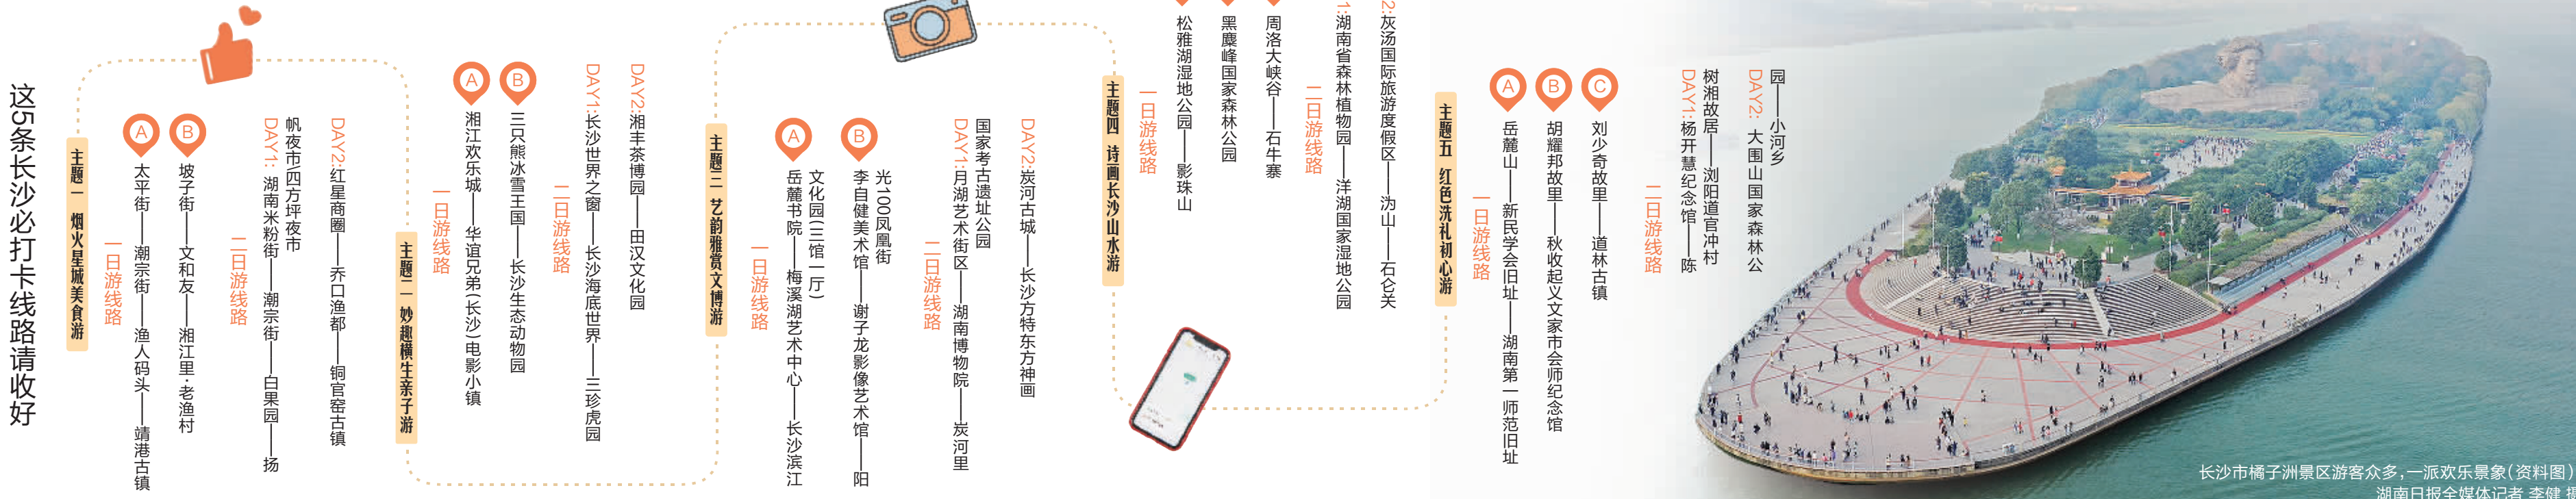 这5条长沙必打卡线路请收好
主题一 烟火星城美食游
一日游线路
A
太平街——潮宗街——渔人码头——靖港古镇
B
坡子街——文和友——湘江里·老渔村
二日游线路
DAY1: 湖南米粉街——潮宗街——白果园——扬
帆夜市/四方坪夜市
DAY2:红星商圈——乔口渔都——铜官窑古镇
主题二 妙趣横生亲子游
一日游线路
A
湘江欢乐城——华谊兄弟(长沙)电影小镇
B
三只熊冰雪王国——长沙生态动物园
二日游线路
DAY1:长沙世界之窗——长沙海底世界——三珍虎园
DAY2:湘丰茶博园——田汉文化园
主题三 艺韵雅赏文博游
一日游线路
A
岳麓书院——梅溪湖艺术中心——长沙滨江
文化园(三馆一厅)
B
李自健美术馆——谢子龙影像艺术馆——阳
光100凤凰街
二日游线路
DAY1:月湖艺术街区——湖南博物院——炭河里
国家考古遗址公园
DAY2:炭河古城——长沙方特东方神画
主题四 诗画长沙山水游
一日游线路
松雅湖湿地公园——影珠山
黑麋峰国家森林公园
周洛大峡谷——石牛寨
二日游线路
1:湖南省森林植物园——洋湖国家湿地公园
2:灰汤国际旅游度假区——沩山——石仑关
主题五 红色洗礼初心游
一日游线路
A
岳麓山——新民学会旧址——湖南第一师范旧址
B
胡耀邦故里——秋收起义文家市会师纪念馆
C
刘少奇故里——道林古镇
二日游线路
DAY1:杨开慧纪念馆——陈
树湘故居——浏阳道官冲村
DAY2: 大围山国家森林公
园——小河乡
长沙市橘子洲景区游客众多,一派欢乐景象(资料图)
湖南日报全媒体记者 李健